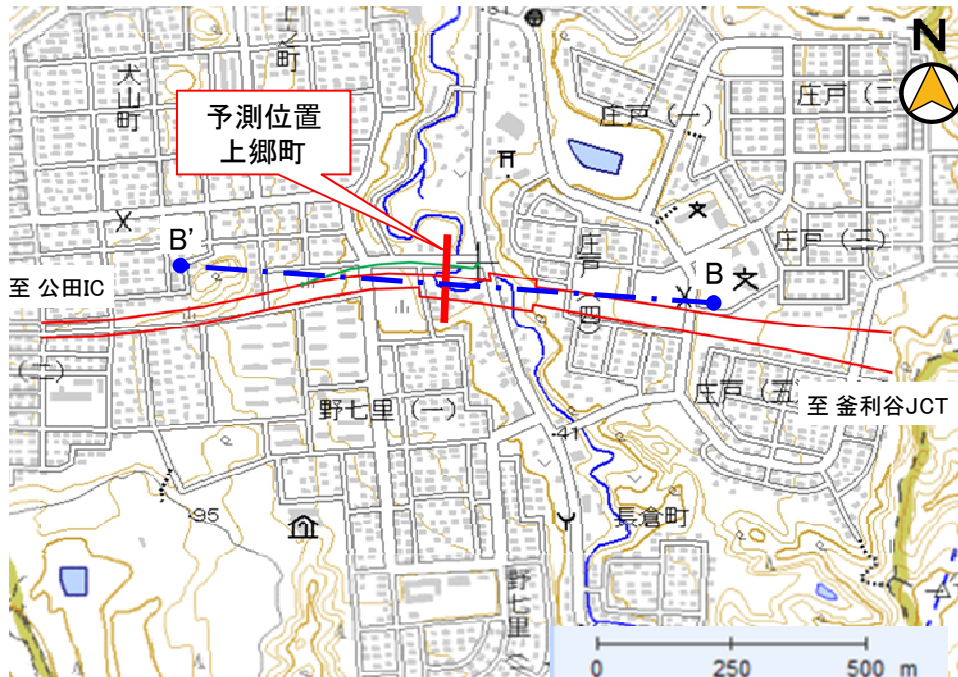 N
犬山町
之町
予測位置
上郷町
庄戸(一)
庄戸(二
B'
至 公田IC
庄戸(四)
庄戸(三)
B
(二)
野七里(一)
庄戸(五)
至 釜利谷JCT
41
95
長倉町
野七里(
0 250 500 m